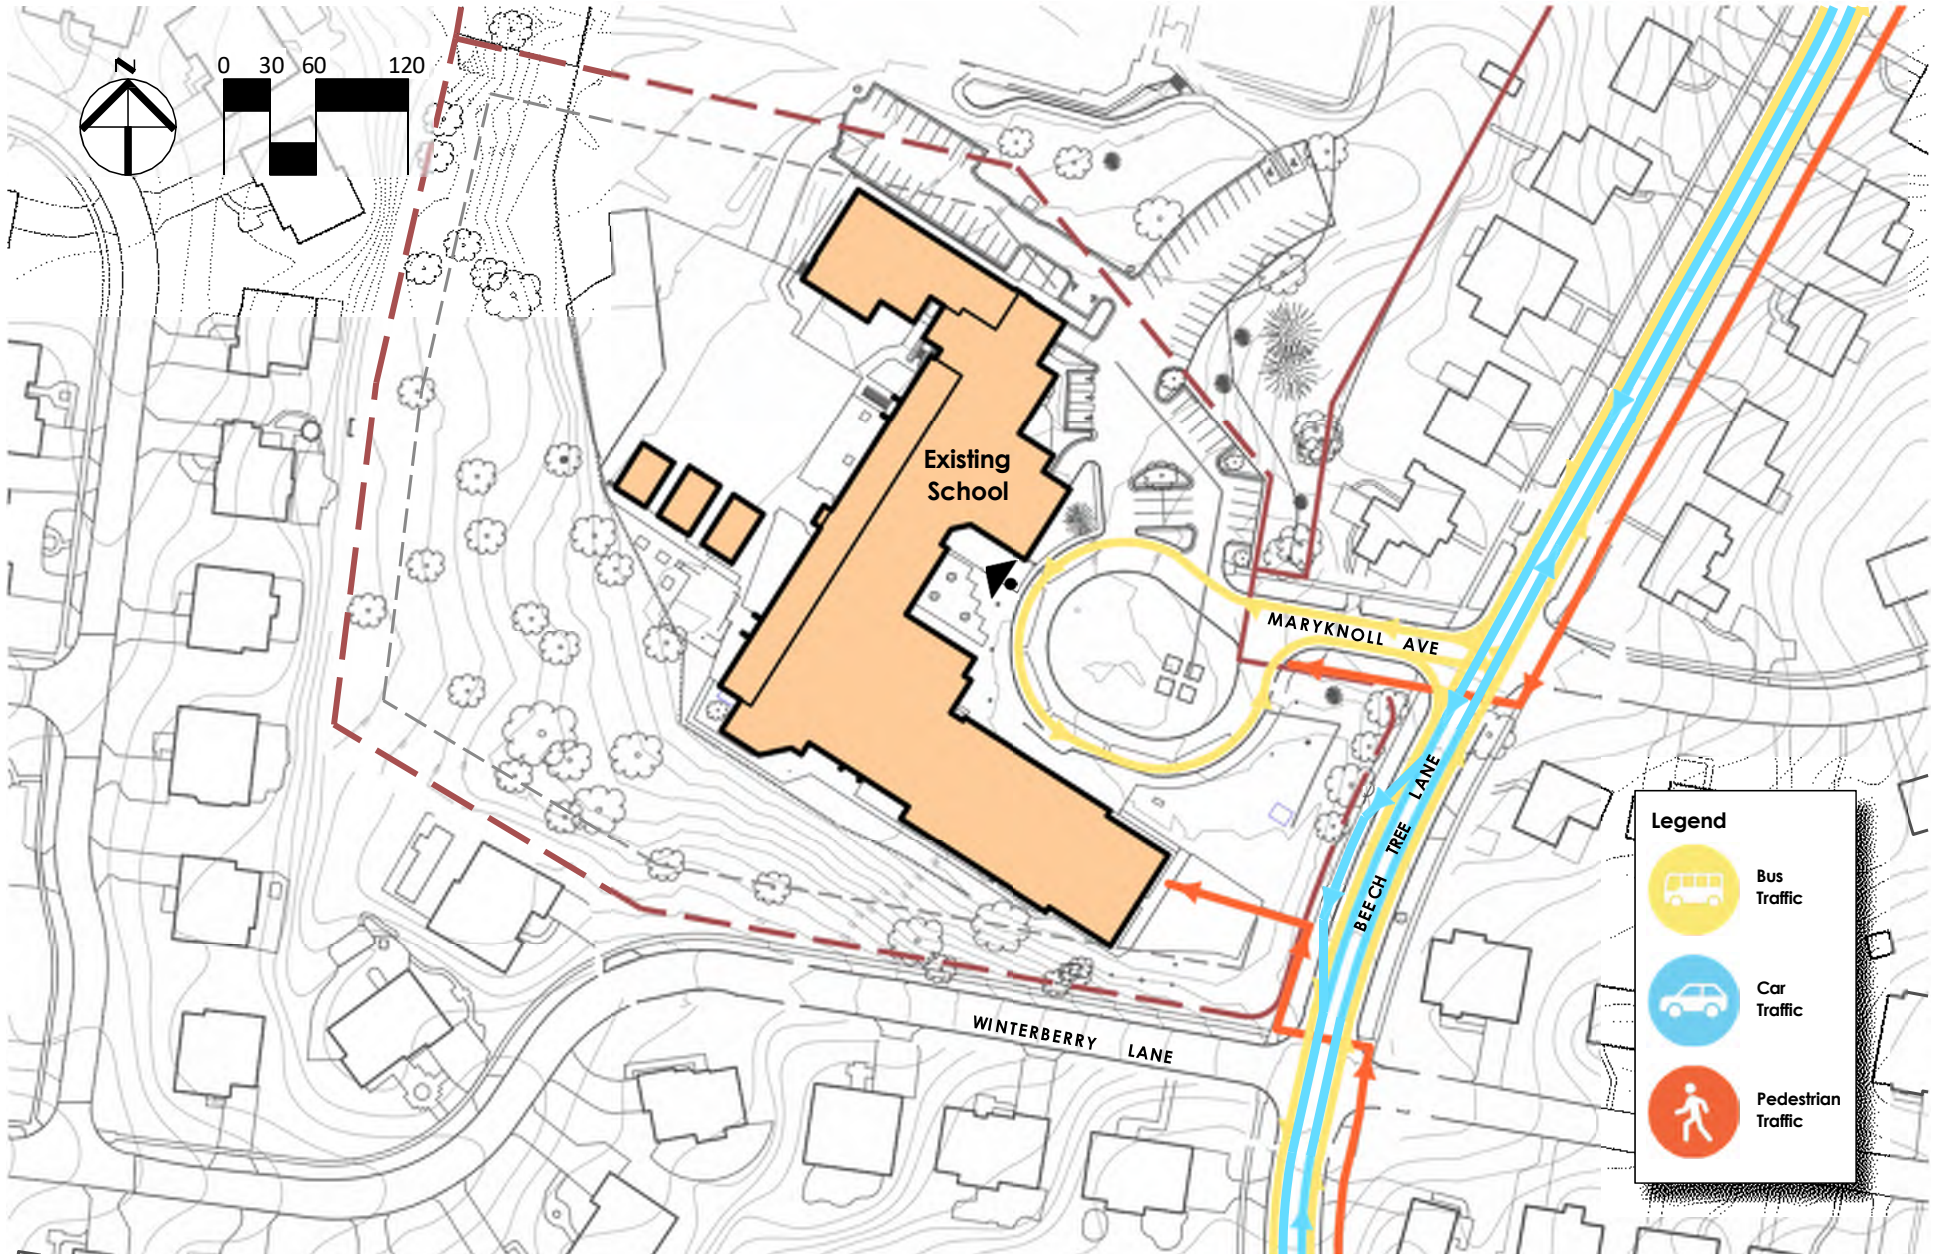 N
0 30 60 120
Existing
School
MARYKNOLL AVE
BEECH TREE LANE
WINTERBERRY LANE
Legend
Bus
Traffic
Car
Traffic
Pedestrian
Traffic